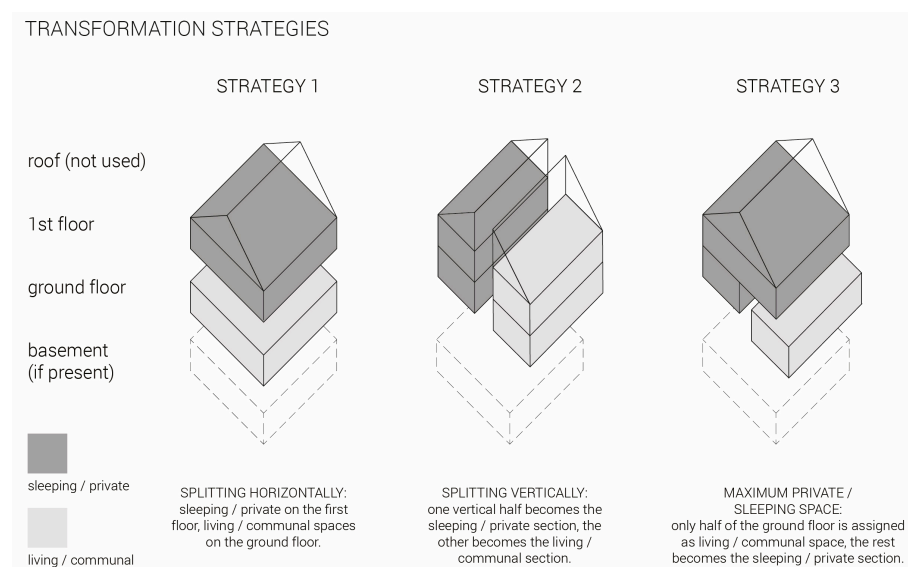 TRANSFORMATION STRATEGIES
STRATEGY 1
STRATEGY 2
STRATEGY 3
roof (not used)
1st floor
ground floor
basement
(if present)
sleeping / private
living / communal
SPLITTING HORIZONTALLY:
sleeping / private on the first
floor, living / communal spaces
on the ground floor.
SPLITTING VERTICALLY:
one vertical half becomes the
sleeping / private section, the
other becomes the living /
communal section.
MAXIMUM PRIVATE /
SLEEPING SPACE:
only half of the ground floor is assigned
as living / communal space, the rest
becomes the sleeping / private section.